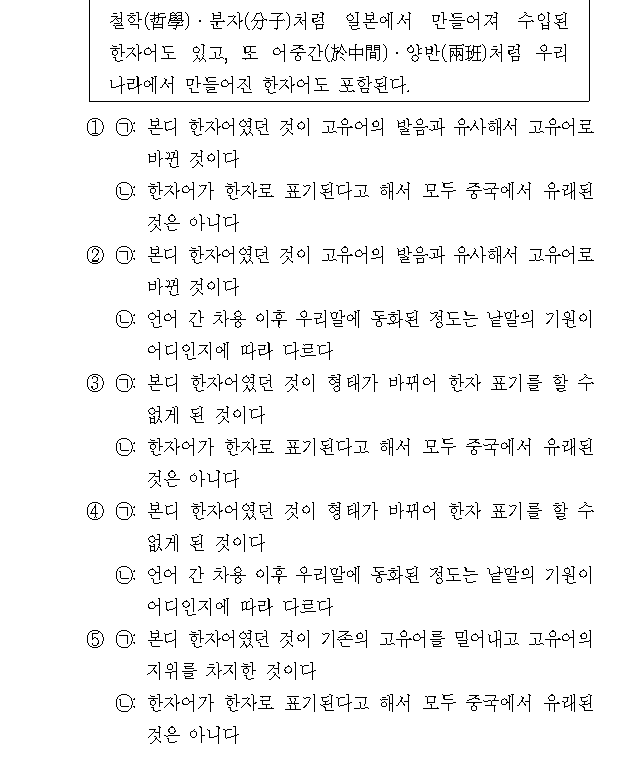 철학(哲學)·분자(分子)처럼 일본에서 만들어져 수입된
한자어도 있고, 또 어중간(於中間)·양반(兩班)처럼 우리
나라에서 만들어진 한자어도 포함된다.
① ㉠: 본디 한자어였던 것이 고유어의 발음과 유사해서 고유어로
바뀐 것이다
㉡: 한자어가 한자로 표기된다고 해서 모두 중국에서 유래된
것은 아니다
② ㉠: 본디 한자어였던 것이 고유어의 발음과 유사해서 고유어로
바뀐 것이다
㉡: 언어 간 차용 이후 우리말에 동화된 정도는 낱말의 기원이
어디인지에 따라 다르다
③ ㉠: 본디 한자어였던 것이 형태가 바뀌어 한자 표기를 할 수
없게 된 것이다
㉡: 한자어가 한자로 표기된다고 해서 모두 중국에서 유래된
것은 아니다
④ ㉠: 본디 한자어였던 것이 형태가 바뀌어 한자 표기를 할 수
없게 된 것이다
㉡: 언어 간 차용 이후 우리말에 동화된 정도는 낱말의 기원이
어디인지에 따라 다르다
⑤ ㉠: 본디 한자어였던 것이 기존의 고유어를 밀어내고 고유어의
지위를 차지한 것이다
㉡: 한자어가 한자로 표기된다고 해서 모두 중국에서 유래된
것은 아니다